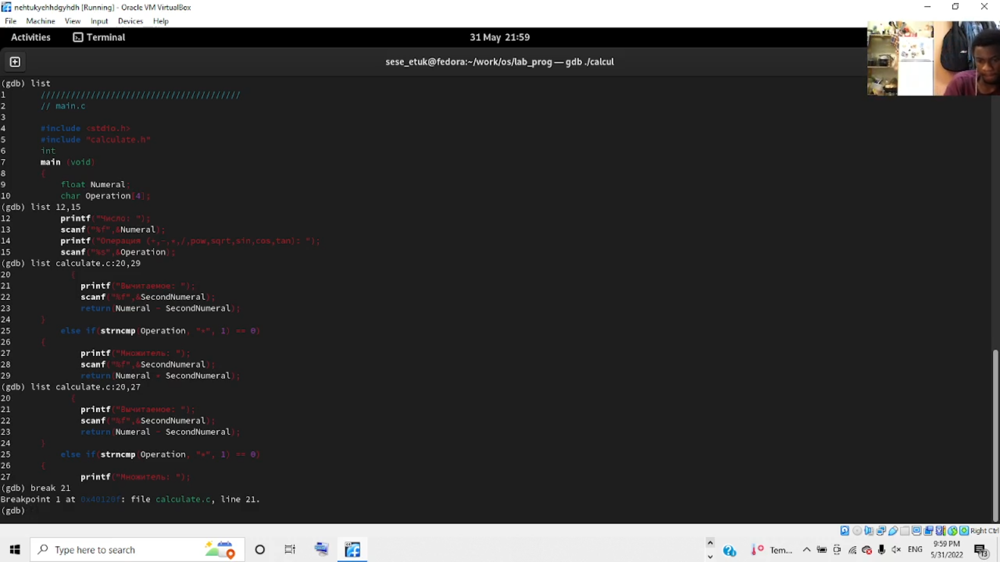 nehtukyehhdgyhdh [Running] - Oracle VM VirtualBox
File Machine View Input Devices Help
Activities Terminal 31 May 21:59
sese_etuk@fedora:~/work/os/lab_prog — gdb ./calcul
(gdb) list
1 ////////////////////////////////////////
2 // main.c
3
4 #include <stdio.h>
5 #include "calculate.h"
6 int
7 main (void)
8 {
9 float Numeral;
10 char Operation[4];
(gdb) list 12,15
12 printf("Число: ");
13 scanf("%f",&Numeral);
14 printf("Операция (+,-,*,/,pow,sqrt,sin,cos,tan): ");
15 scanf("%s",&Operation);
(gdb) list calculate.c:20,29
20 {
21 printf("Вычитаемое: ");
22 scanf("%f",&SecondNumeral);
23 return(Numeral - SecondNumeral);
24 }
25 else if(strncmp(Operation, "*", 1) == 0)
26 {
27 printf("Множитель: ");
28 scanf("%f",&SecondNumeral);
29 return(Numeral * SecondNumeral);
(gdb) list calculate.c:20,27
20 {
21 printf("Вычитаемое: ");
22 scanf("%f",&SecondNumeral);
23 return(Numeral - SecondNumeral);
24 }
25 else if(strncmp(Operation, "*", 1) == 0)
26 {
27 printf("Множитель: ");
(gdb) break 21
Breakpoint 1 at 0x40120f: file calculate.c, line 21.
(gdb)
Right Ctrl
Type here to search
Tem... ENG
9:59 PM
5/31/2022
13